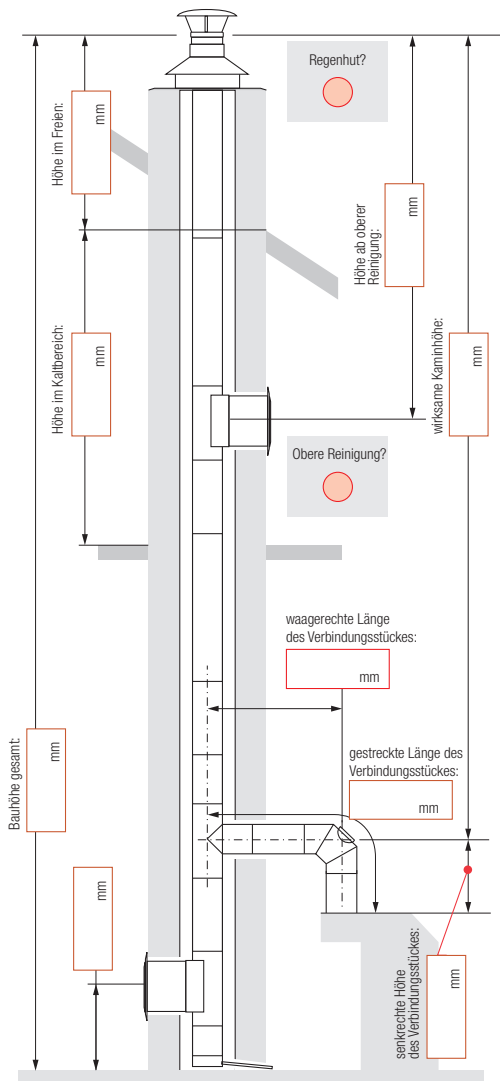 Regenhut?
Höhe im Freien:
mm
Höhe ab oberer
Reinigung:
mm
wirksame Kaminhöhe:
mm
Höhe im Kaltbereich:
mm
Obere Reinigung?
waagerechte Länge
des Verbindungsstückes:
mm
gestreckte Länge des
Verbindungsstückes:
mm
Bauhöhe gesamt:
mm
mm
senkrechte Höhe
des Verbindungsstückes:
mm